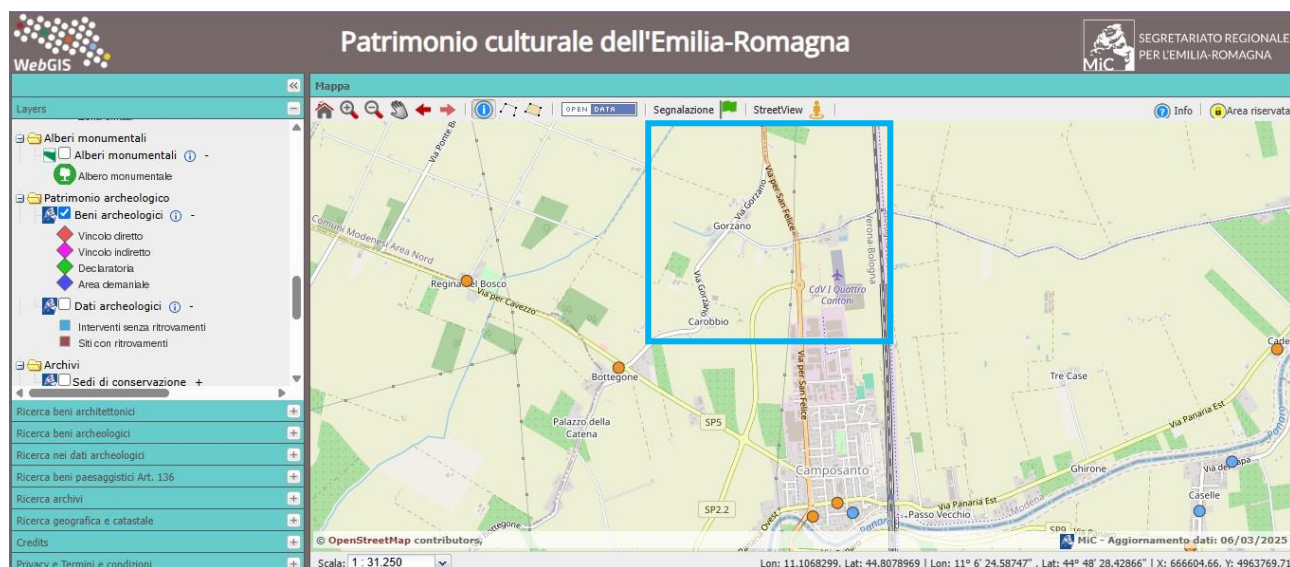 WebGIS
Patrimonio culturale dell'Emilia-Romagna
MiC
SEGRETARIATO REGIONALE
PER L'EMILIA-ROMAGNA
Layers
Alberi monumentali
Alberi monumentali -
Albero monumentale
Patrimonio archeologico
Beni archeologici -
Vincolo diretto
Vincolo indiretto
Declaratoria
Area demaniale
Dati archeologici -
Interventi senza ritrovamenti
Siti con ritrovamenti
Archivi
Sedi di conservazione +
Ricerca beni architettonici
Ricerca beni archeologici
Ricerca nei dati archeologici
Ricerca beni paesaggistici Art. 136
Ricerca archivi
Ricerca geografica e catastale
Credits
Privacy e Termini e condizioni
Mappa
OPEN DATA
Segnalazione
StreetView
Info
Area riservata
Via Ponte B
Comuni Modenesi Area Nord
Regina del Bosco
Via per Cavezzo
Bottegone
Palazzo della
Catena
Gorzano
Via Gorzano
Via Gorzano
Carobbio
Via per San Felice
CdV I Quattro
Cantoni
Verona Bologna
Via per San Felice
SP5
Camposanto
SP2.2
Ovest
Panaro
Passo Vecchio
Via Panaria Est
Modena
Ghirone
Tre Case
Via Panaria Est
Cade
Panaro
Caselle
SP9
© OpenStreetMap contributors,
MiC - Aggiornamento dati: 06/03/2025
Scala: 1 : 31.250
Lon: 11.1068299, Lat: 44.8078969 | Lon: 11° 6' 24.58747" , Lat: 44° 48' 28.42866" | X: 666604.66, Y: 4963769.71